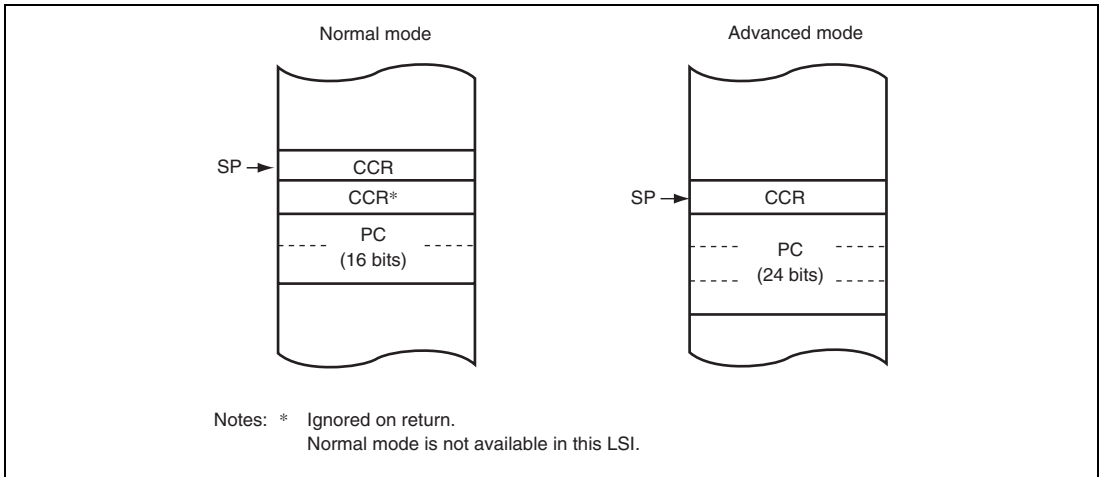 Normal mode
SP
CCR
CCR*
PC
(16 bits)
Advanced mode
SP
CCR
PC
(24 bits)
Notes: * Ignored on return.
Normal mode is not available in this LSI.